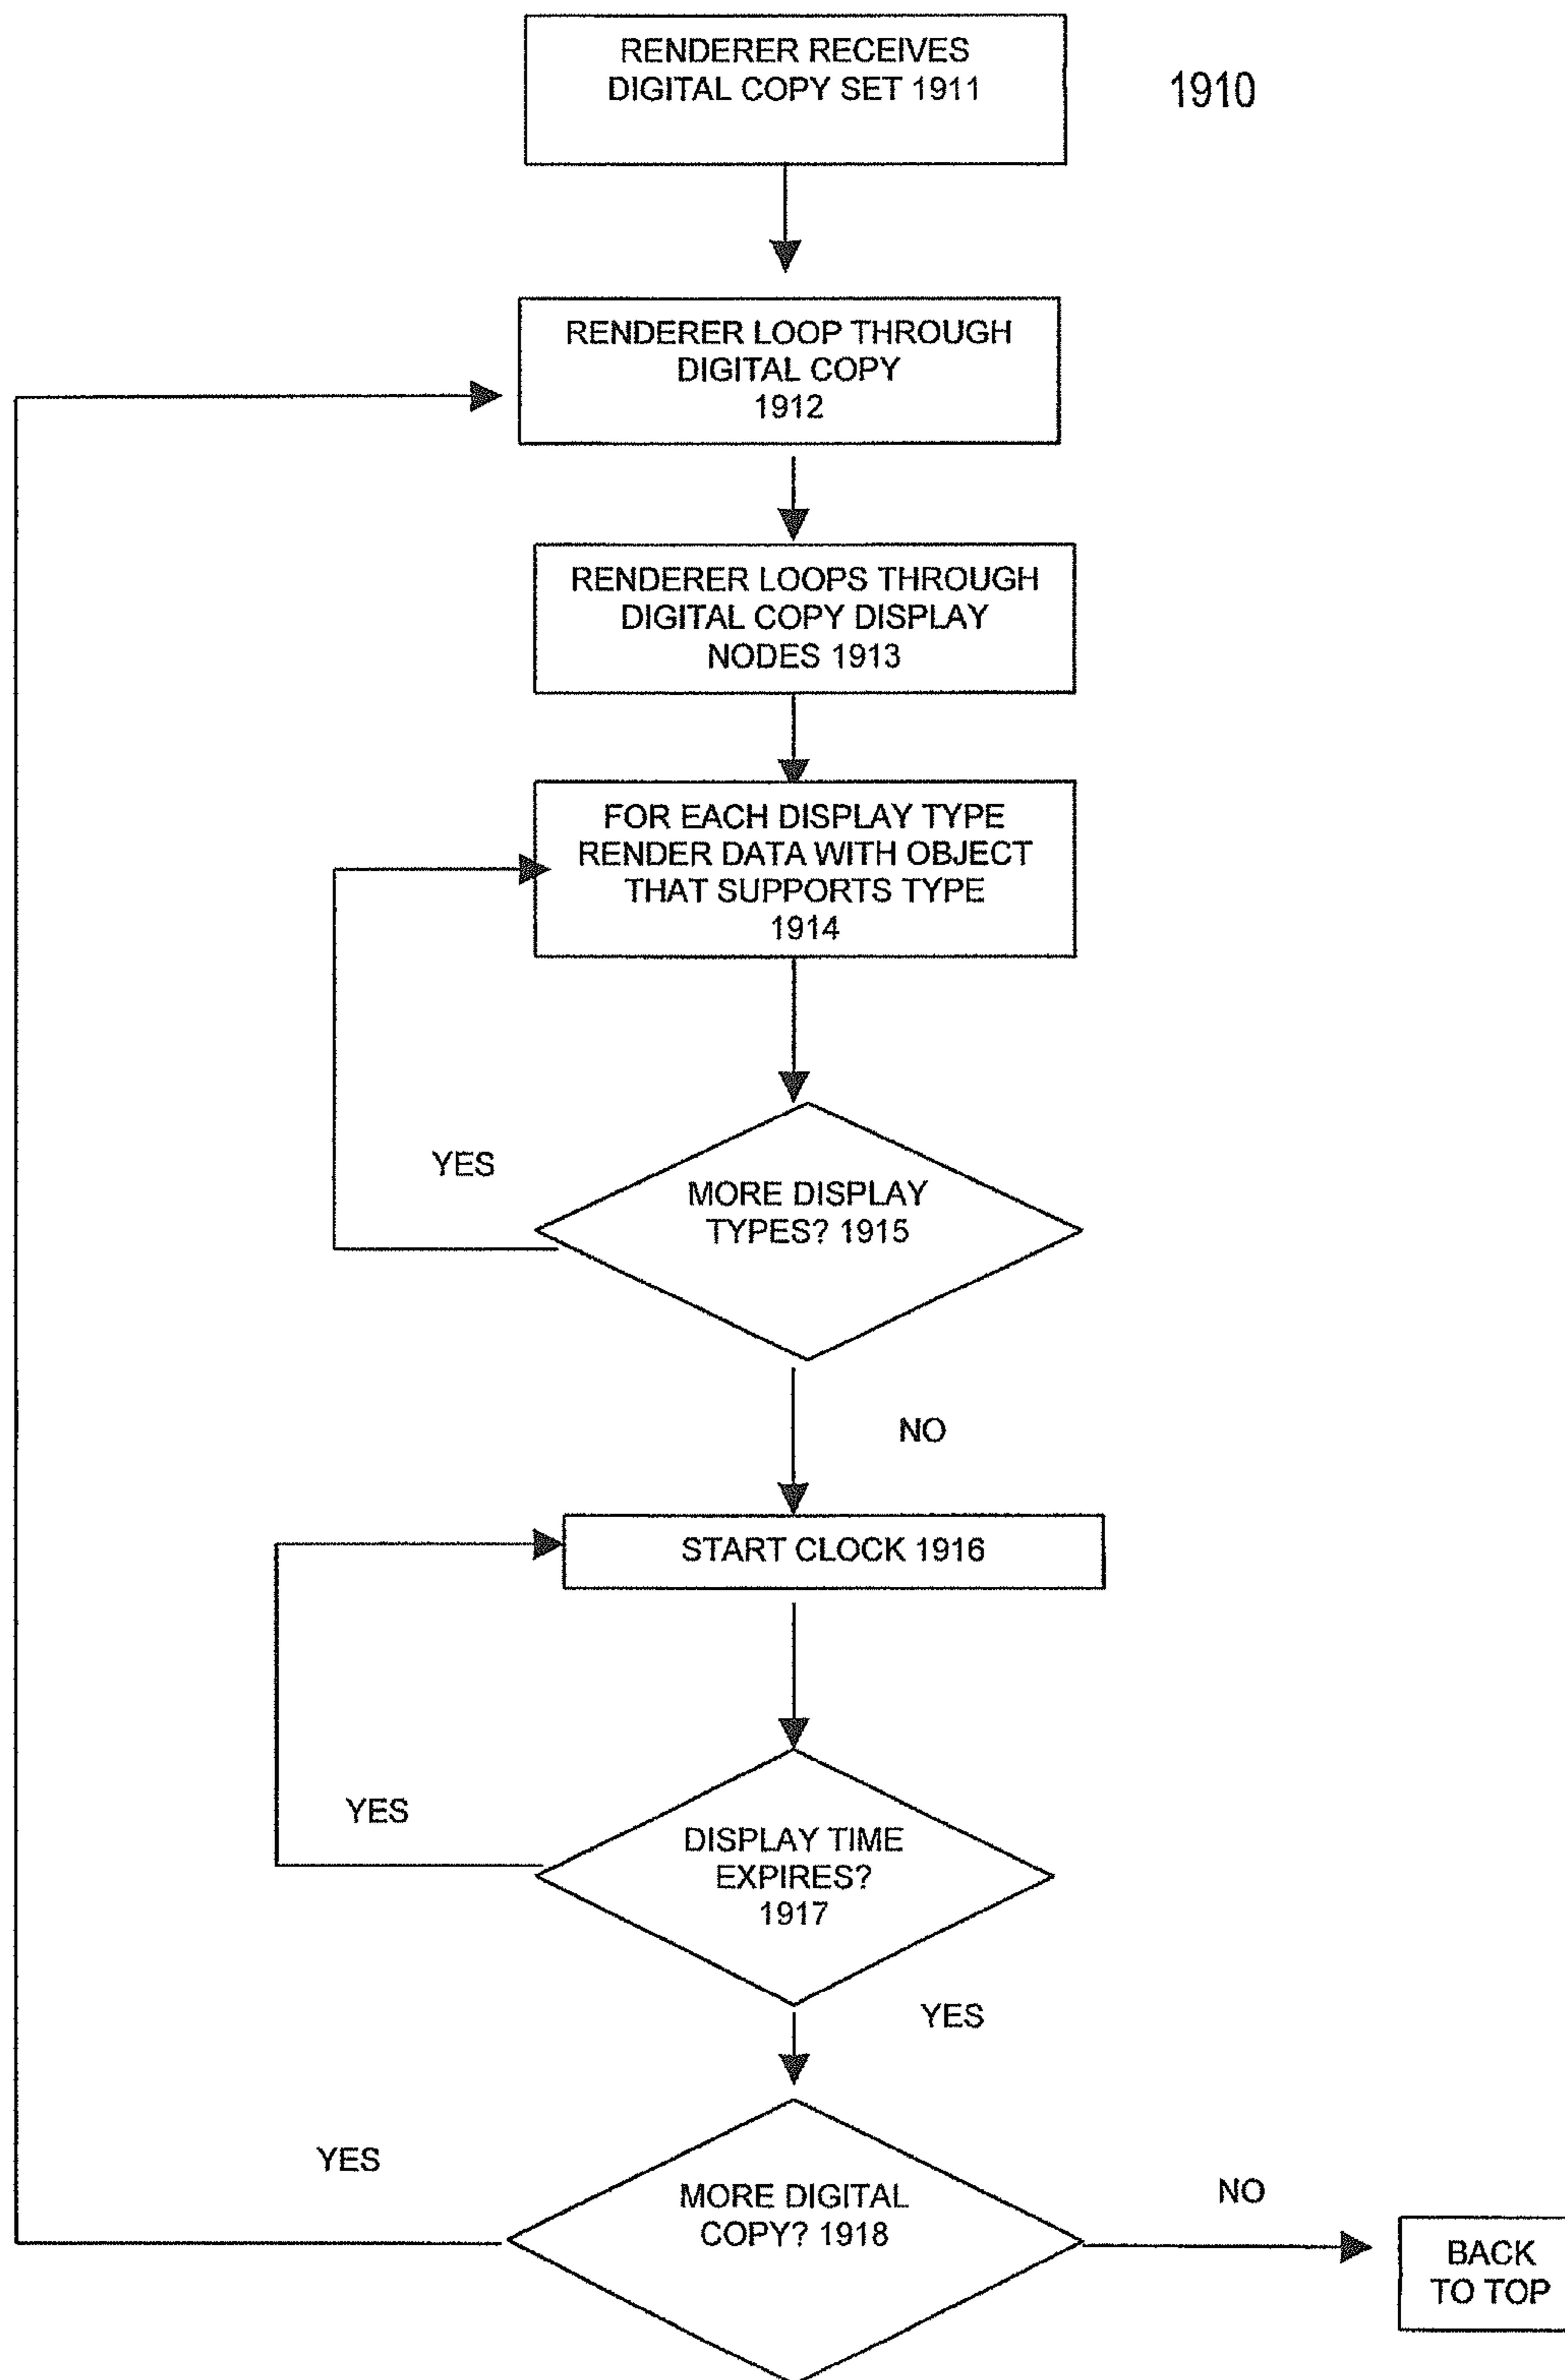 RENDERER RECEIVES
DIGITAL COPY SET 1911
1910
RENDERER LOOP THROUGH
DIGITAL COPY
1912
RENDERER LOOPS THROUGH
DIGITAL COPY DISPLAY
NODES 1913
FOR EACH DISPLAY TYPE
RENDER DATA WITH OBJECT
THAT SUPPORTS TYPE
1914
YES
MORE DISPLAY
TYPES? 1915
NO
START CLOCK 1916
YES
DISPLAY TIME
EXPIRES?
1917
YES
YES
MORE DIGITAL
COPY? 1918
NO
BACK
TO TOP